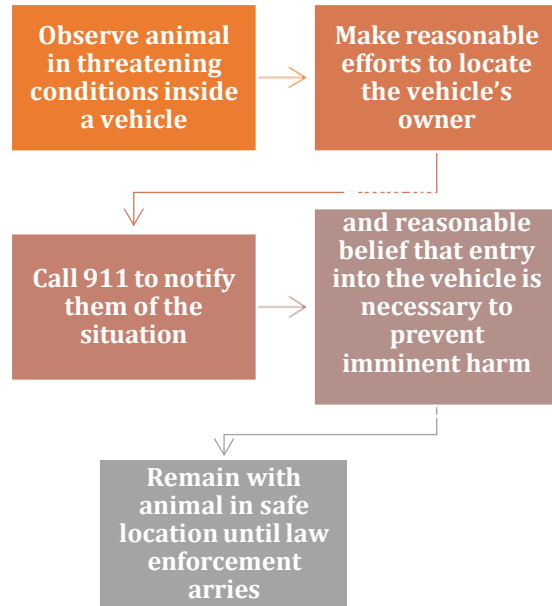 Observe animal
in threatening
conditions inside
a vehicle
Make reasonable
efforts to locate
the vehicle’s
owner
Call 911 to notify
them of the
situation
and reasonable
belief that entry
into the vehicle is
necessary to
prevent
imminent harm
Remain with
animal in safe
location until law
enforcement
arries